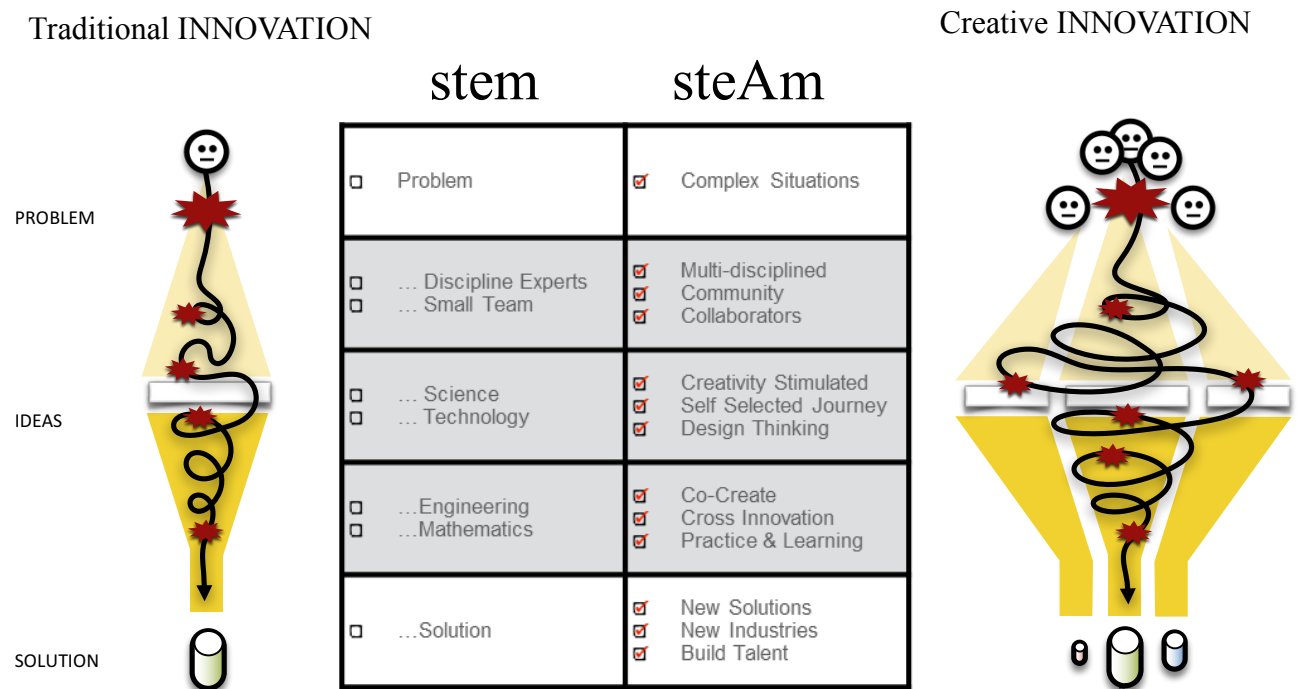 Traditional INNOVATION
Creative INNOVATION
stem
steAm
PROBLEM
Problem
Complex Situations
… Discipline Experts
… Small Team
Multi-disciplined
Community
Collaborators
IDEAS
… Science
… Technology
Creativity Stimulated
Self Selected Journey
Design Thinking
…Engineering
…Mathematics
Co-Create
Cross Innovation
Practice & Learning
SOLUTION
…Solution
New Solutions
New Industries
Build Talent